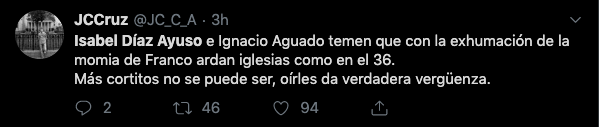 JCCruz @JC_C_A · 3h
Isabel Díaz Ayuso e Ignacio Aguado temen que con la exhumación de la
momia de Franco ardan iglesias como en el 36.
Más cortitos no se puede ser, oírles da verdadera vergüenza.
2 46 94